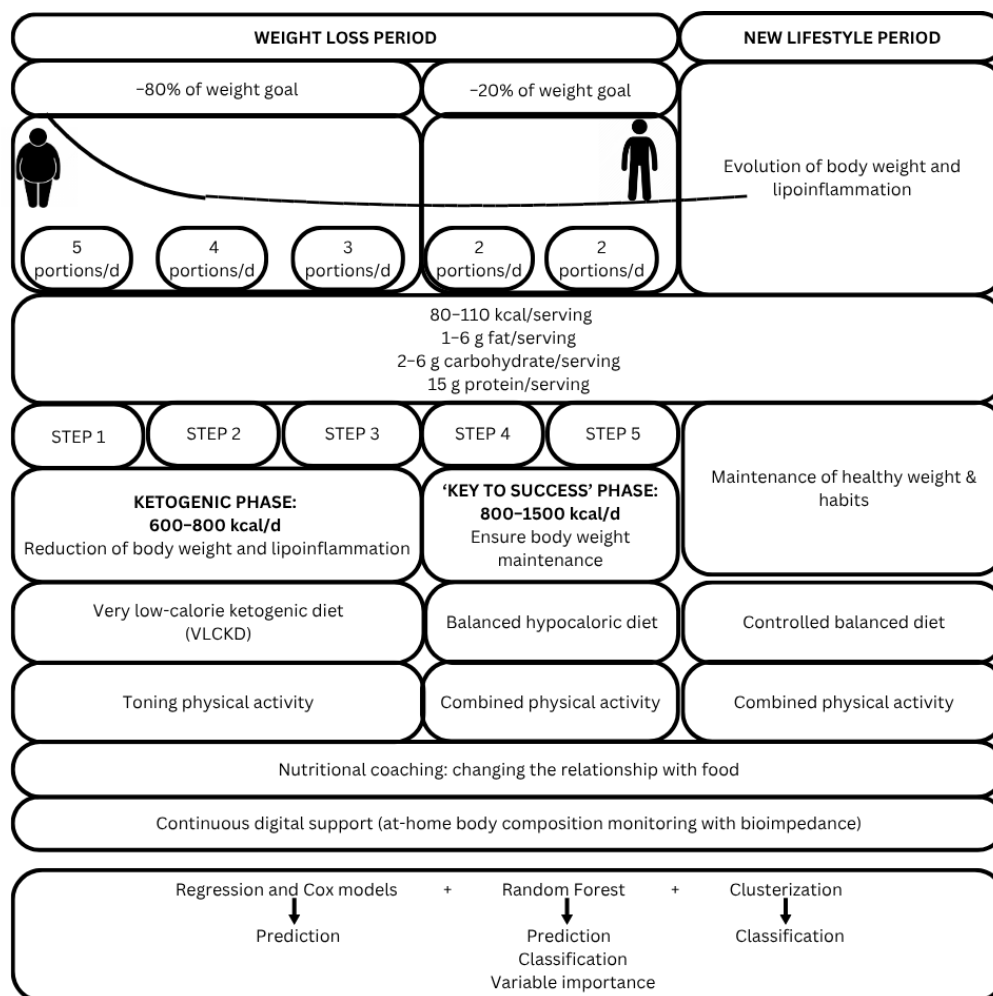 WEIGHT LOSS PERIOD
NEW LIFESTYLE PERIOD
−80% of weight goal
−20% of weight goal
Evolution of body weight and
lipoinflammation
5
portions/d
4
portions/d
3
portions/d
2
portions/d
2
portions/d
80−110 kcal/serving
1−6 g fat/serving
2−6 g carbohydrate/serving
15 g protein/serving
STEP 1
STEP 2
STEP 3
STEP 4
STEP 5
Maintenance of healthy weight &
habits
KETOGENIC PHASE:
600−800 kcal/d
Reduction of body weight and lipoinflammation
‘KEY TO SUCCESS’ PHASE:
800−1500 kcal/d
Ensure body weight
maintenance
Very low-calorie ketogenic diet
(VLCKD)
Balanced hypocaloric diet
Controlled balanced diet
Toning physical activity
Combined physical activity
Combined physical activity
Nutritional coaching: changing the relationship with food
Continuous digital support (at-home body composition monitoring with bioimpedance)
Regression and Cox models + Random Forest + Clusterization
Prediction
Prediction
Classification
Variable importance
Classification